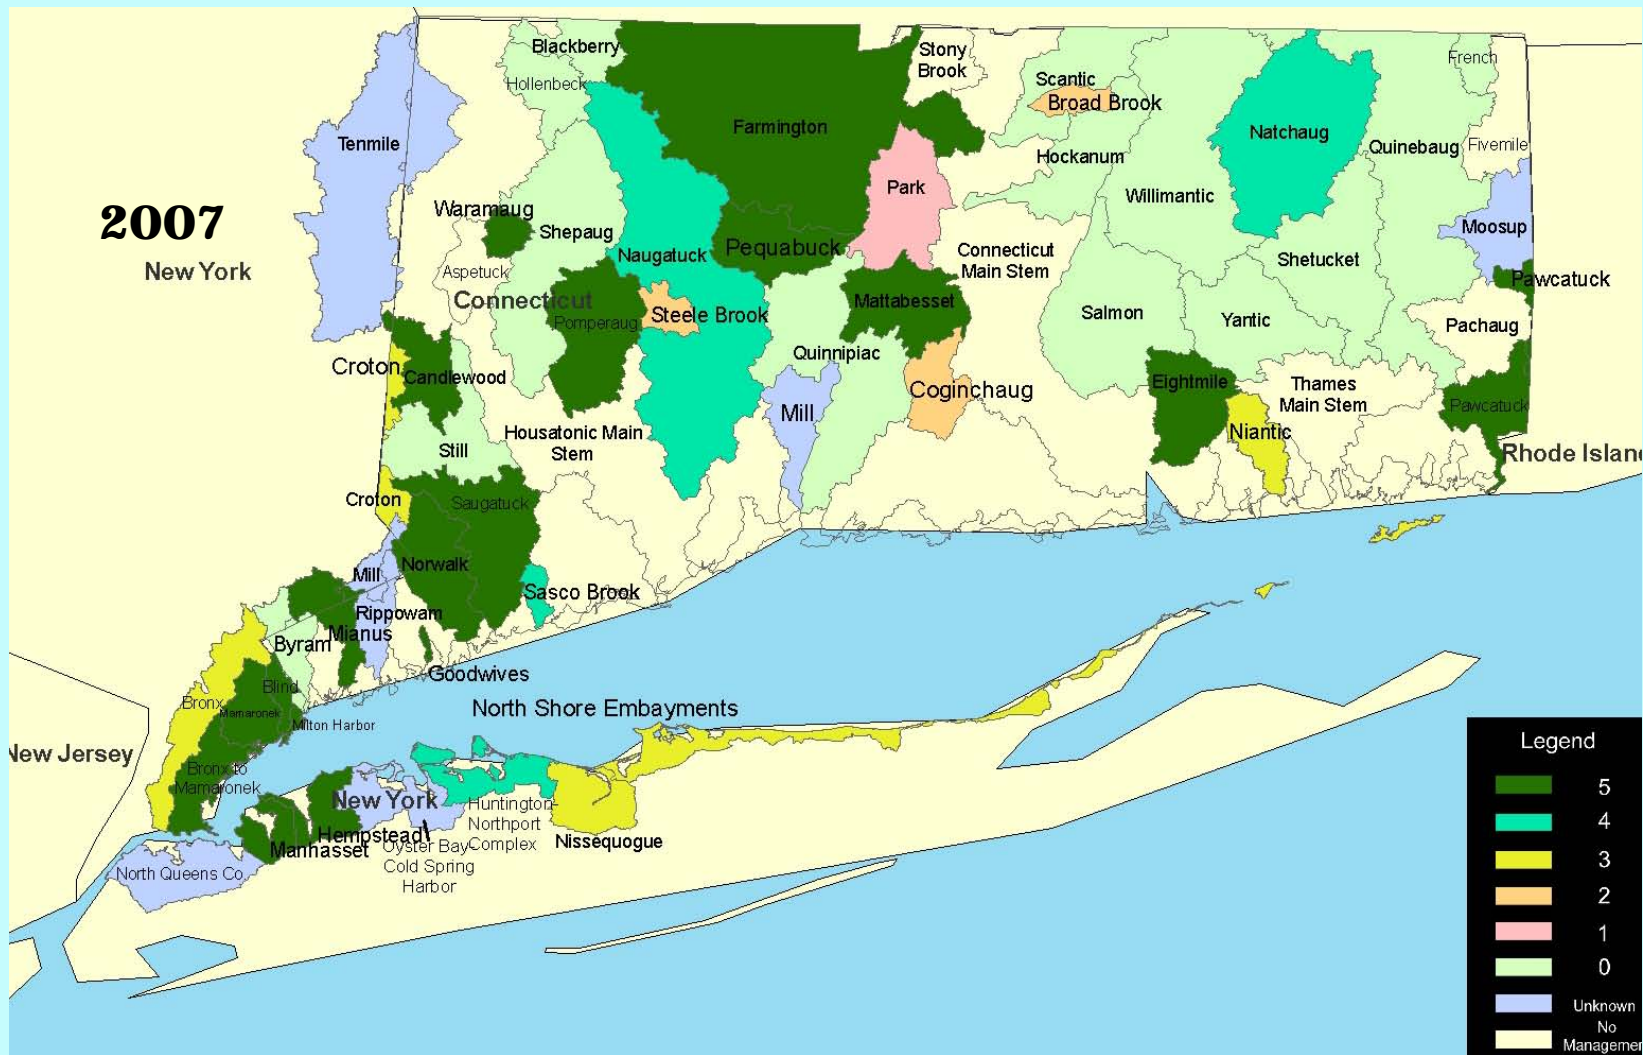 Blackberry
Stony
Brook
French
Hollenbeck
Scantic
Broad Brook
Farmington
Natchaug
Tenmile
Quinebaug
Fivemile
Hockanum
Park
Willimantic
2007
Waramaug
Shepaug
Moosup
Pequabuck
Connecticut
Main Stem
Naugatuck
Shetucket
New York
Aspetuck
Pawcatuck
Connecticut
Mattabesset
Pomperaug
Steele Brook
Salmon
Yantic
Pachaug
Quinnipiac
Croton
Candlewood
Eightmile
Thames
Main Stem
Coginchaug
Mill
Pawcatuck
Niantic
Housatonic Main
Stem
Still
Rhode Islan
Croton
Saugatuck
Norwalk
Mill
Sasco Brook
Rippowam
Mianus
Byram
Goodwives
Blind
Bronx
Mamaronek
Milton Harbor
North Shore Embayments
New Jersey
Bronx to
Mamaronek
New York
Huntington-
Northport
Complex
Hempstead
Manhasset
Oyster Bay-
Cold Spring
Harbor
Nissequogue
North Queens Co.
Legend
5
4
3
2
1
0
Unknown
No
Managemen